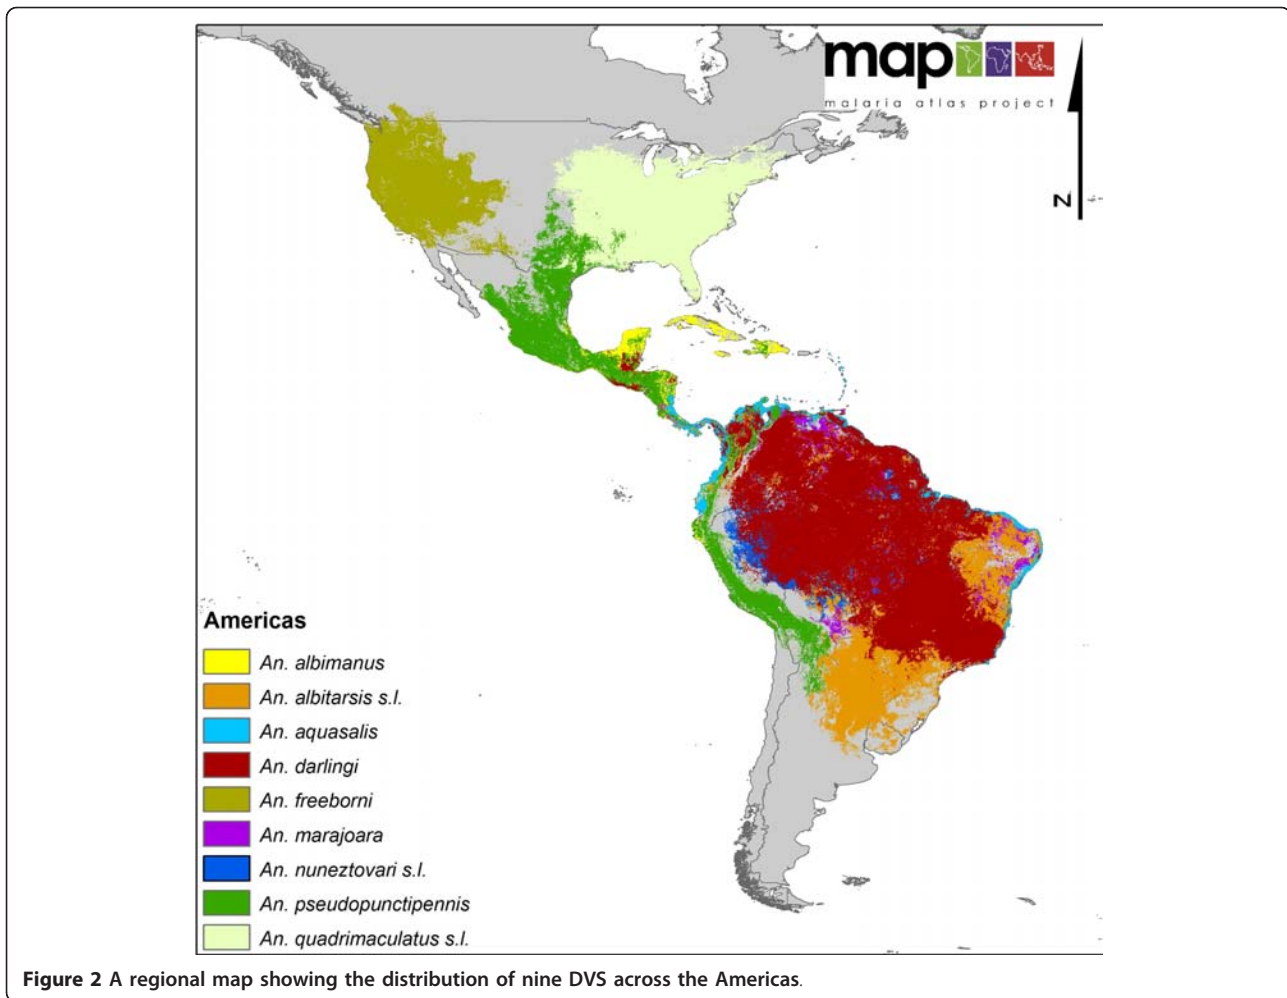 map
malaria atlas project
N
Americas
An. albimanus
An. albitarsis s.l.
An. aquasalis
An. darlingi
An. freeborni
An. marajoara
An. nuneztovari s.l.
An. pseudopunctipennis
An. quadrimaculatus s.l.
Figure 2 A regional map showing the distribution of nine DVS across the Americas.